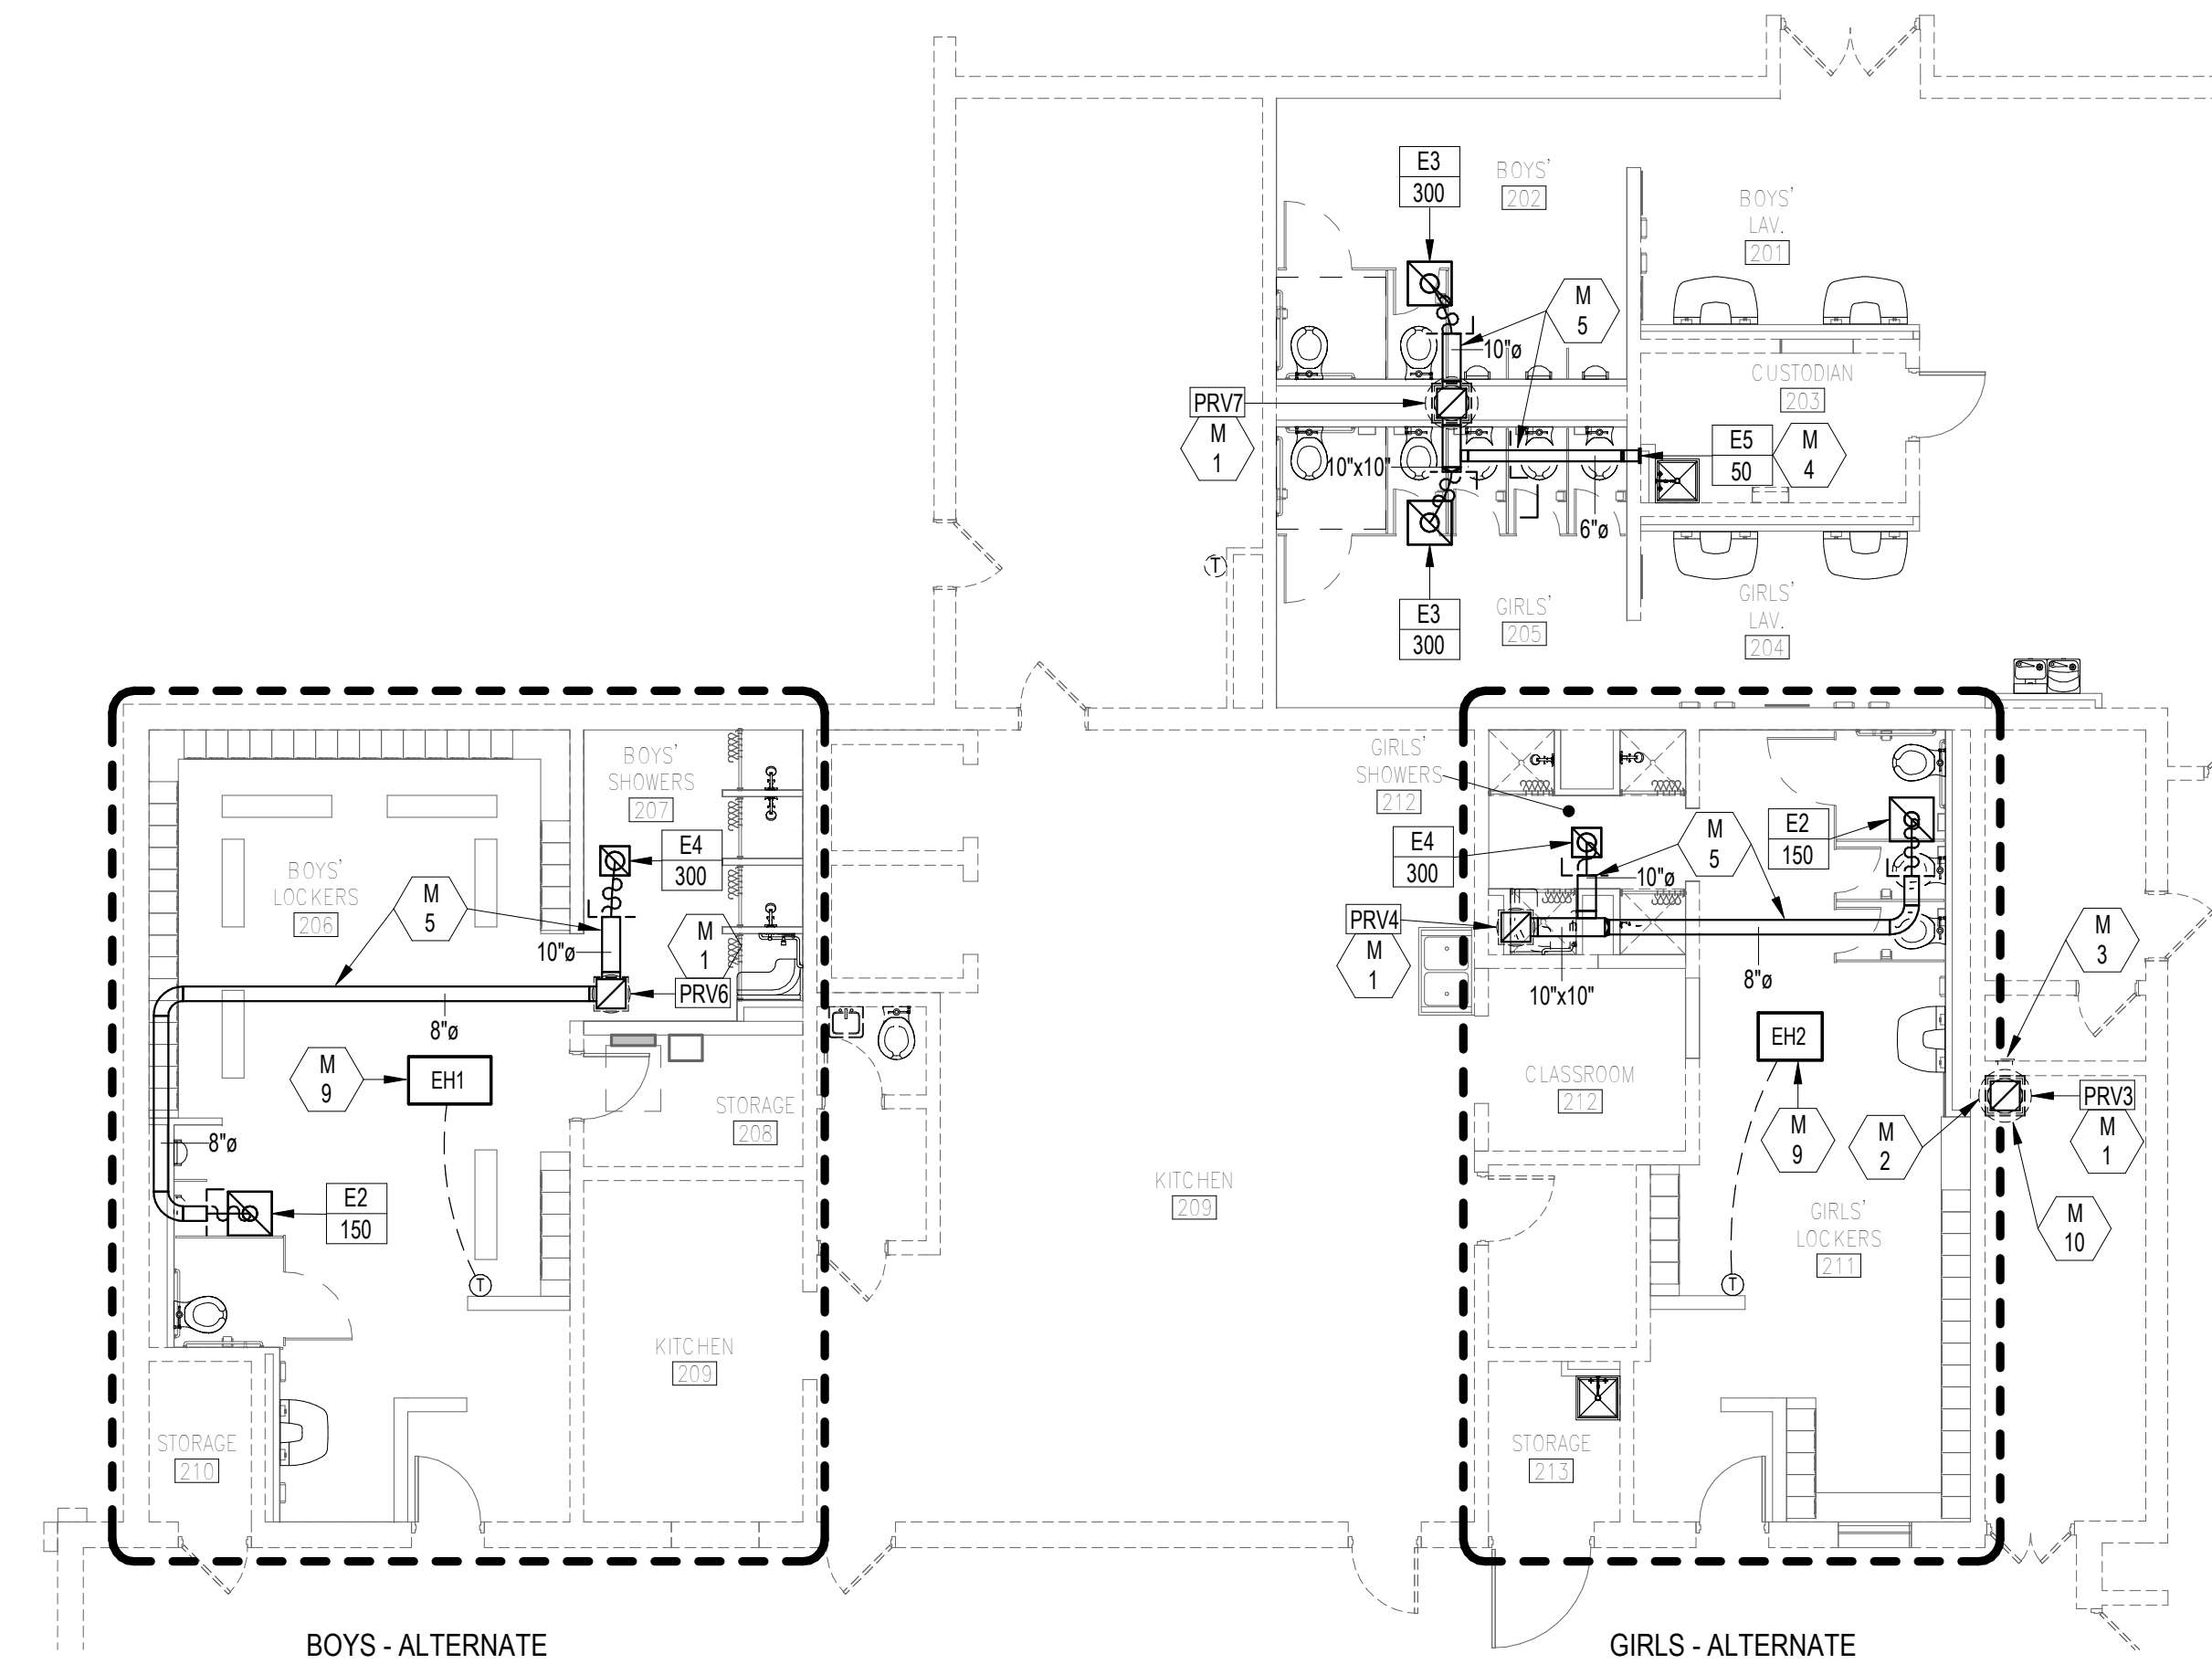 E3
300
BOYS'
202
BOYS'
LAV.
201
M
5
10"ø
CUSTODIAN
203
PRV7
M
1
10"x10"
E5
50
M
4
6"ø
T
E3
300
GIRLS'
205
GIRLS'
LAV.
204
BOYS'
SHOWERS
207
E4
300
BOYS'
LOCKERS
206
M
5
10"ø
M
1
PRV6
8"ø
M
9
EH1
STORAGE
208
8"ø
E2
150
T
KITCHEN
209
STORAGE
210
KITCHEN
209
GIRLS'
SHOWERS
212
E4
300
M
5
E2
150
10"ø
PRV4
M
1
10"x10"
8"ø
M
3
EH2
CLASSROOM
212
M
9
M
2
PRV3
M
1
M
10
GIRLS'
LOCKERS
211
T
STORAGE
213
BOYS - ALTERNATE
GIRLS - ALTERNATE